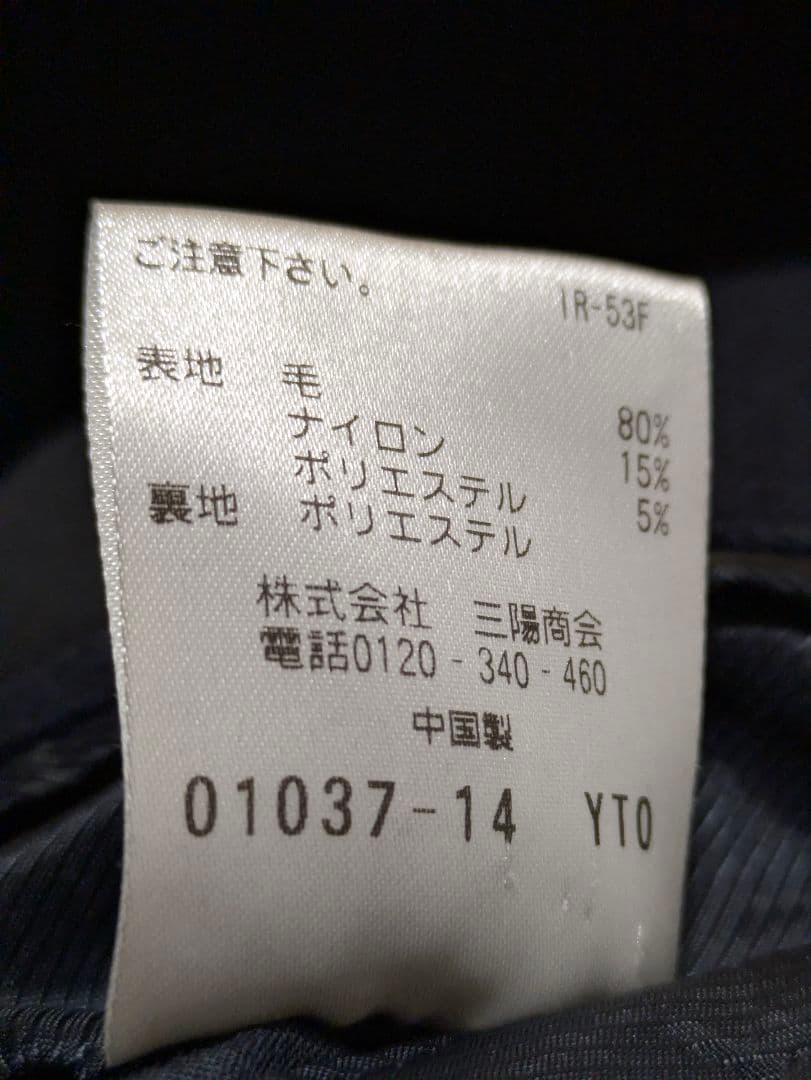 ご注意下さい。
IR-53F
表地 毛 80%
ナイロン 15%
ポリエステル 5%
裏地 ポリエステル
株式会社 三陽商会
電話0120-340-460
中国製
01037-14 YTO